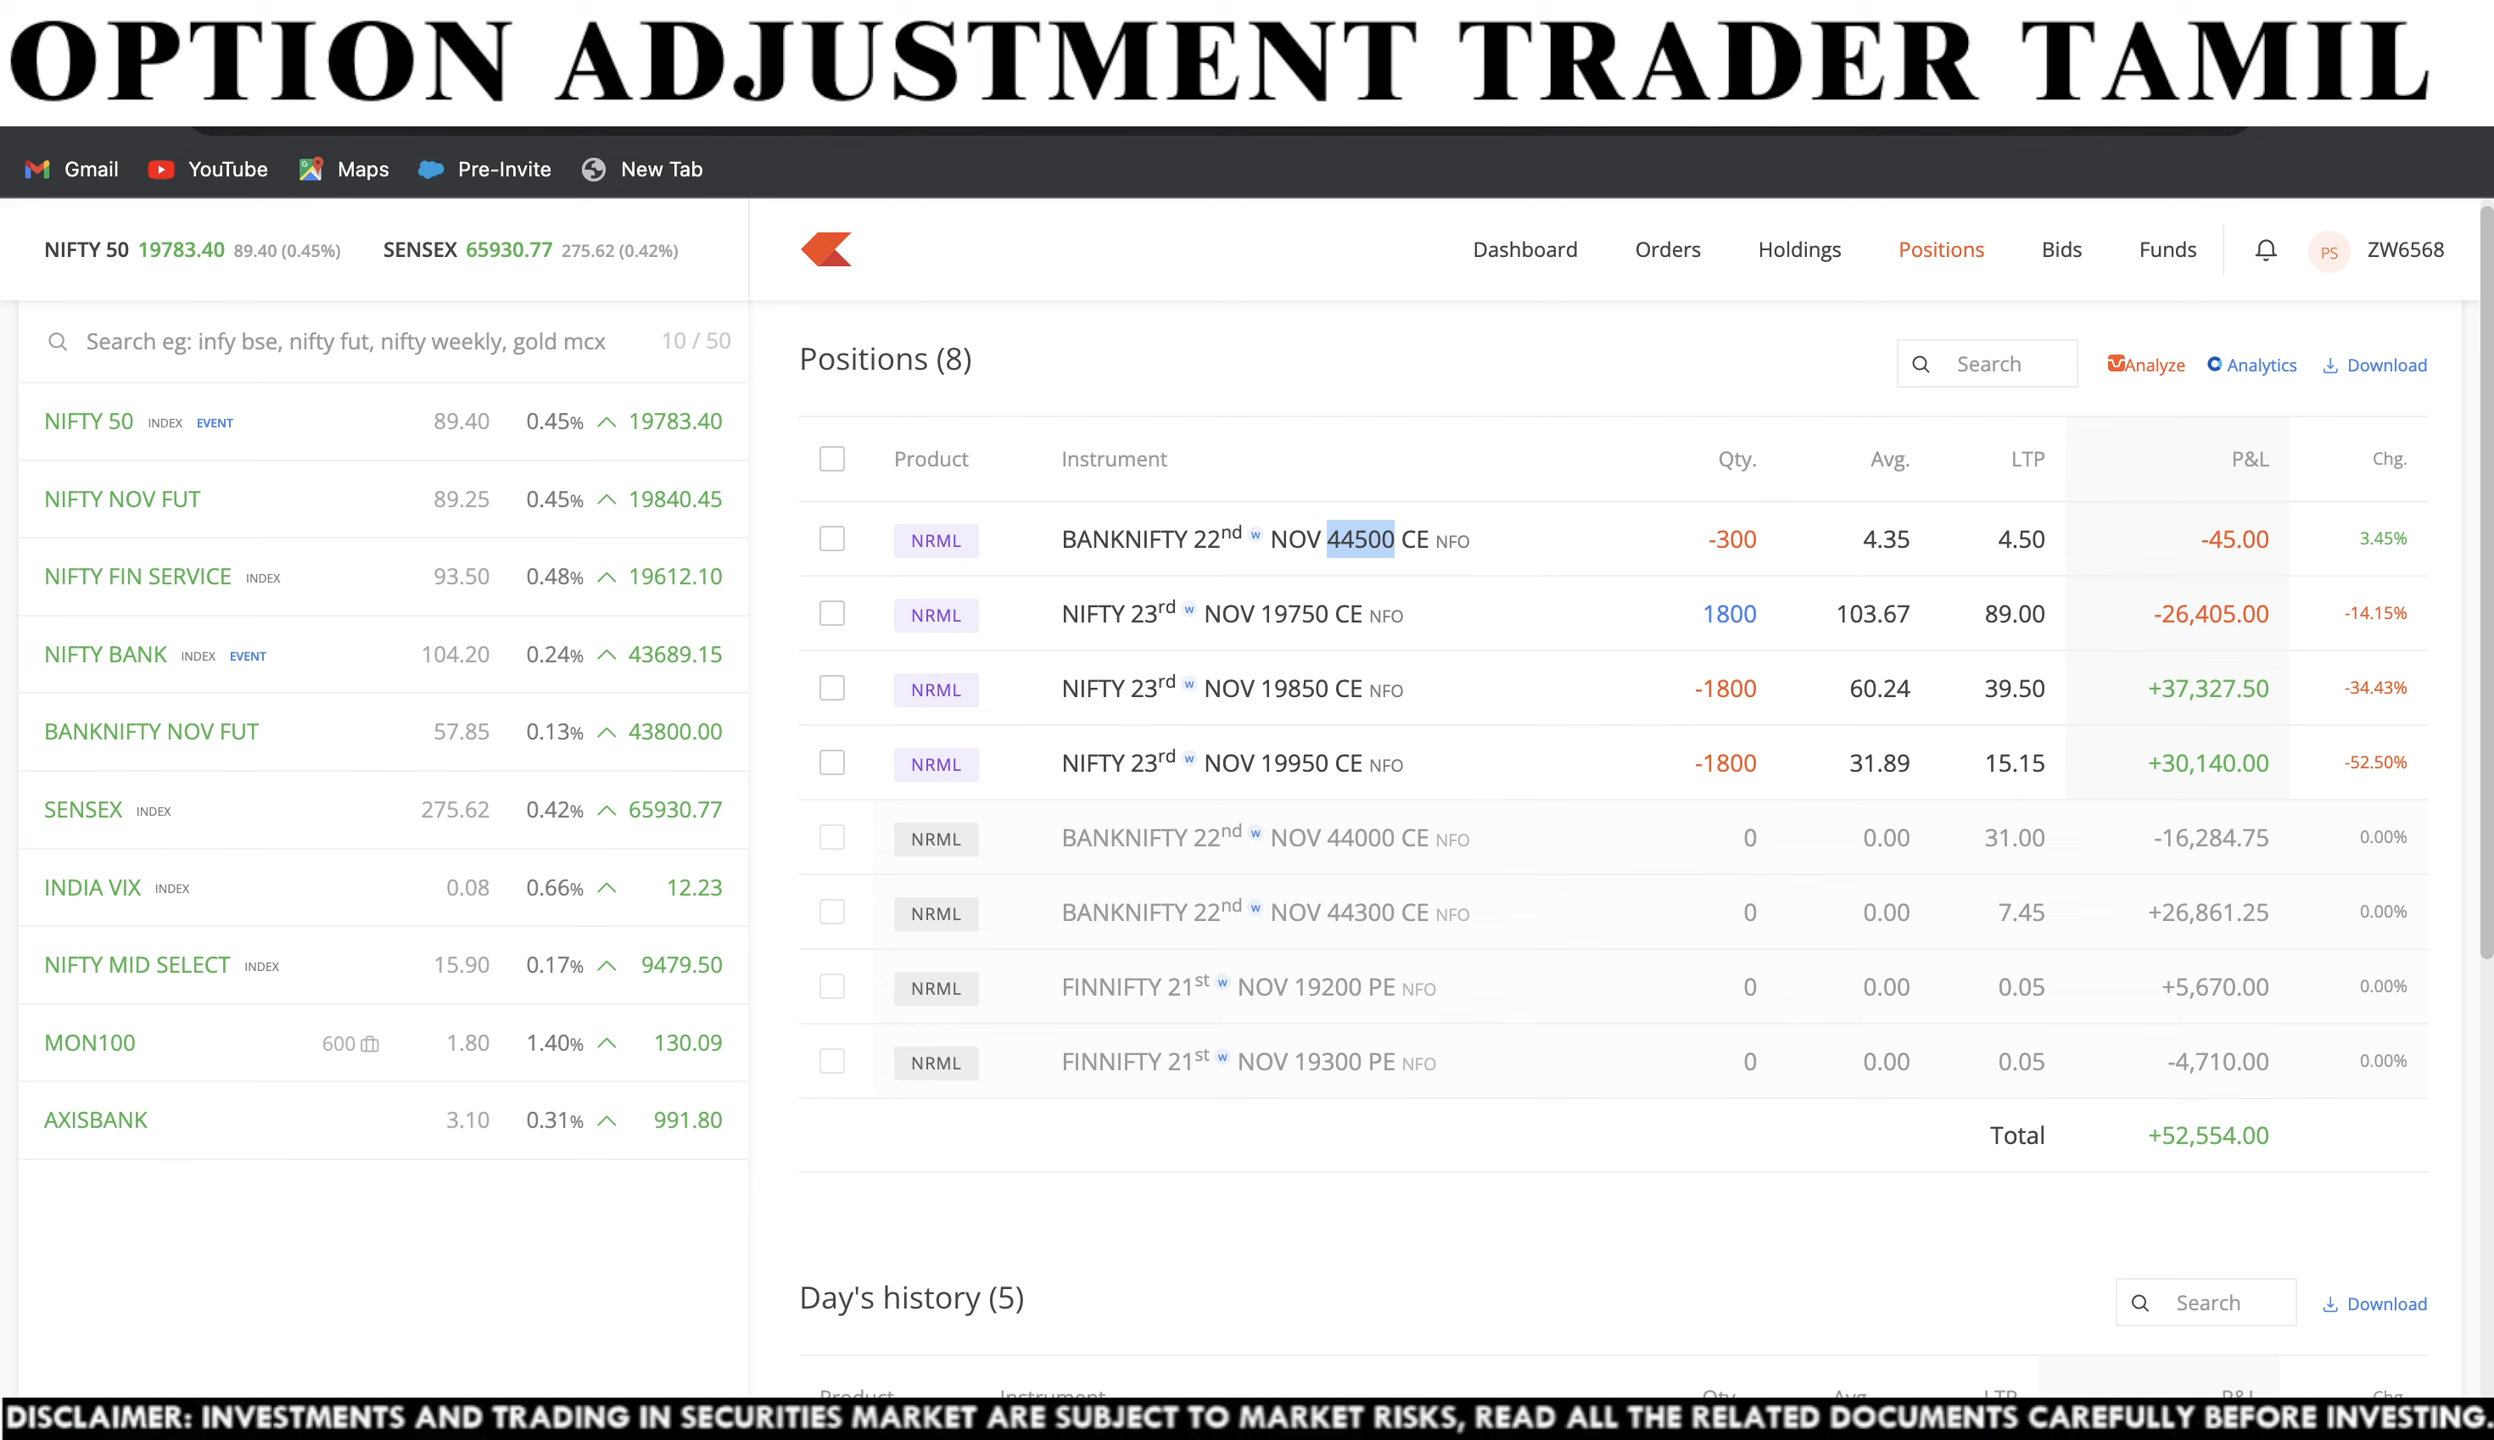 OPTION ADJUSTMENT TRADER TAMIL
Gmail YouTube Maps Pre-Invite New Tab
NIFTY 50 19783.40 89.40 (0.45%) SENSEX 65930.77 275.62 (0.42%)
Dashboard Orders Holdings Positions Bids Funds PS ZW6568
Search eg: infy bse, nifty fut, nifty weekly, gold mcx 10 / 50
NIFTY 50 INDEX EVENT 89.40 0.45% 19783.40
NIFTY NOV FUT 89.25 0.45% 19840.45
NIFTY FIN SERVICE INDEX 93.50 0.48% 19612.10
NIFTY BANK INDEX EVENT 104.20 0.24% 43689.15
BANKNIFTY NOV FUT 57.85 0.13% 43800.00
SENSEX INDEX 275.62 0.42% 65930.77
INDIA VIX INDEX 0.08 0.66% 12.23
NIFTY MID SELECT INDEX 15.90 0.17% 9479.50
MON100 600 1.80 1.40% 130.09
AXISBANK 3.10 0.31% 991.80
Positions (8) Search Analyze Analytics Download
Product Instrument Qty. Avg. LTP P&L Chg.
NRML BANKNIFTY 22nd w NOV 44500 CE NFO -300 4.35 4.50 -45.00 3.45%
NRML NIFTY 23rd w NOV 19750 CE NFO 1800 103.67 89.00 -26,405.00 -14.15%
NRML NIFTY 23rd w NOV 19850 CE NFO -1800 60.24 39.50 +37,327.50 -34.43%
NRML NIFTY 23rd w NOV 19950 CE NFO -1800 31.89 15.15 +30,140.00 -52.50%
NRML BANKNIFTY 22nd w NOV 44000 CE NFO 0 0.00 31.00 -16,284.75 0.00%
NRML BANKNIFTY 22nd w NOV 44300 CE NFO 0 0.00 7.45 +26,861.25 0.00%
NRML FINNIFTY 21st w NOV 19200 PE NFO 0 0.00 0.05 +5,670.00 0.00%
NRML FINNIFTY 21st w NOV 19300 PE NFO 0 0.00 0.05 -4,710.00 0.00%
Total +52,554.00
Day's history (5) Search Download
Product Instrument Qty. Avg. LTP P&L Chg.
DISCLAIMER: INVESTMENTS AND TRADING IN SECURITIES MARKET ARE SUBJECT TO MARKET RISKS, READ ALL THE RELATED DOCUMENTS CAREFULLY BEFORE INVESTING.